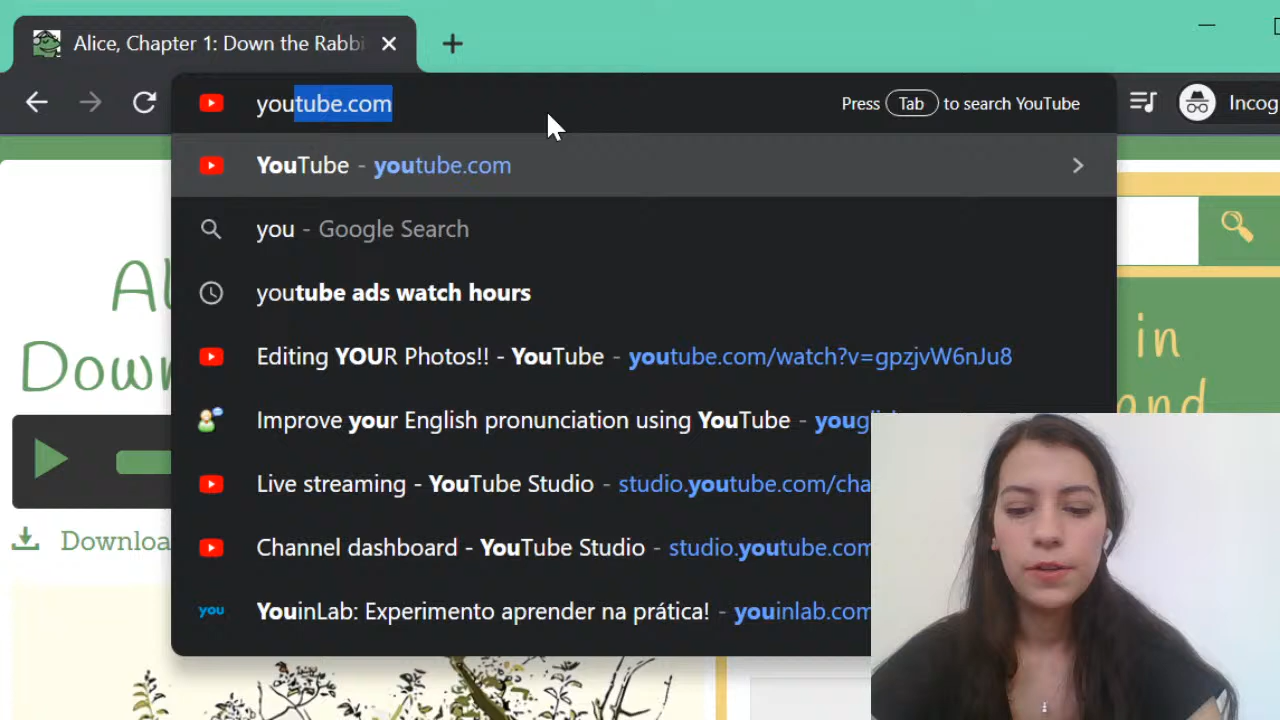 Alice, Chapter 1: Down the Rabbi
youtube.com
Press Tab to search YouTube
Incog
YouTube - youtube.com
you - Google Search
youtube ads watch hours
Editing YOUR Photos!! - YouTube - youtube.com/watch?v=gpzjvW6nJu8
Improve your English pronunciation using YouTube - youg
Live streaming - YouTube Studio - studio.youtube.com/cha
Channel dashboard - YouTube Studio - studio.youtube.com
you YouinLab: Experimento aprender na prática! - youinlab.com
Al
Down
Downloa
in
and